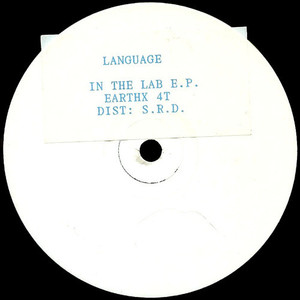 LANGUAGE
IN THE LAB E.P.
EARTHX 4T
DIST: S.R.D.